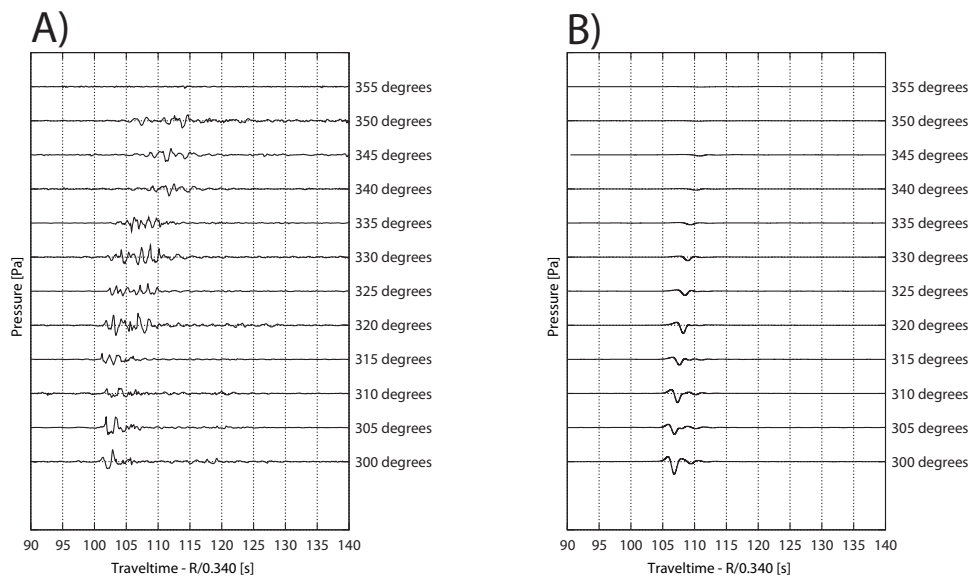 A)
355 degrees
350 degrees
345 degrees
340 degrees
335 degrees
330 degrees
325 degrees
320 degrees
315 degrees
310 degrees
305 degrees
300 degrees
Pressure [Pa]
90 95 100 105 110 115 120 125 130 135 140
Traveltime - R/0.340 [s]
B)
355 degrees
350 degrees
345 degrees
340 degrees
335 degrees
330 degrees
325 degrees
320 degrees
315 degrees
310 degrees
305 degrees
300 degrees
Pressure [Pa]
90 95 100 105 110 115 120 125 130 135 140
Traveltime - R/0.340 [s]